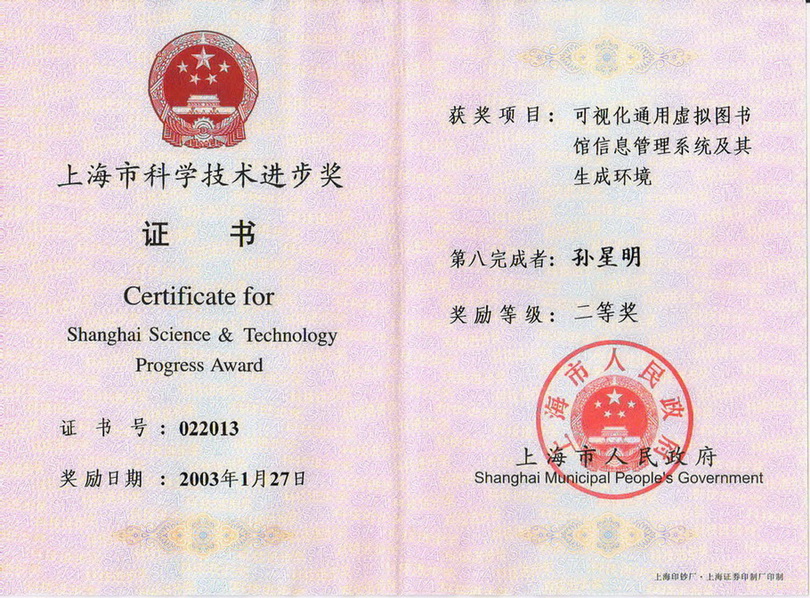 上海市科学技术进步奖
证 书
Certificate for
Shanghai Science & Technology
Progress Award
证 书 号 : 022013
奖励日期 : 2003年1月27日
获奖项目: 可视化通用虚拟图书
馆信息管理系统及其
生成环境
第八完成者: 孙星明
奖励等级: 二等奖
上海市人民政府
上海市人民政府
Shanghai Municipal People's Government
上海印钞厂·上海证券印制厂印制